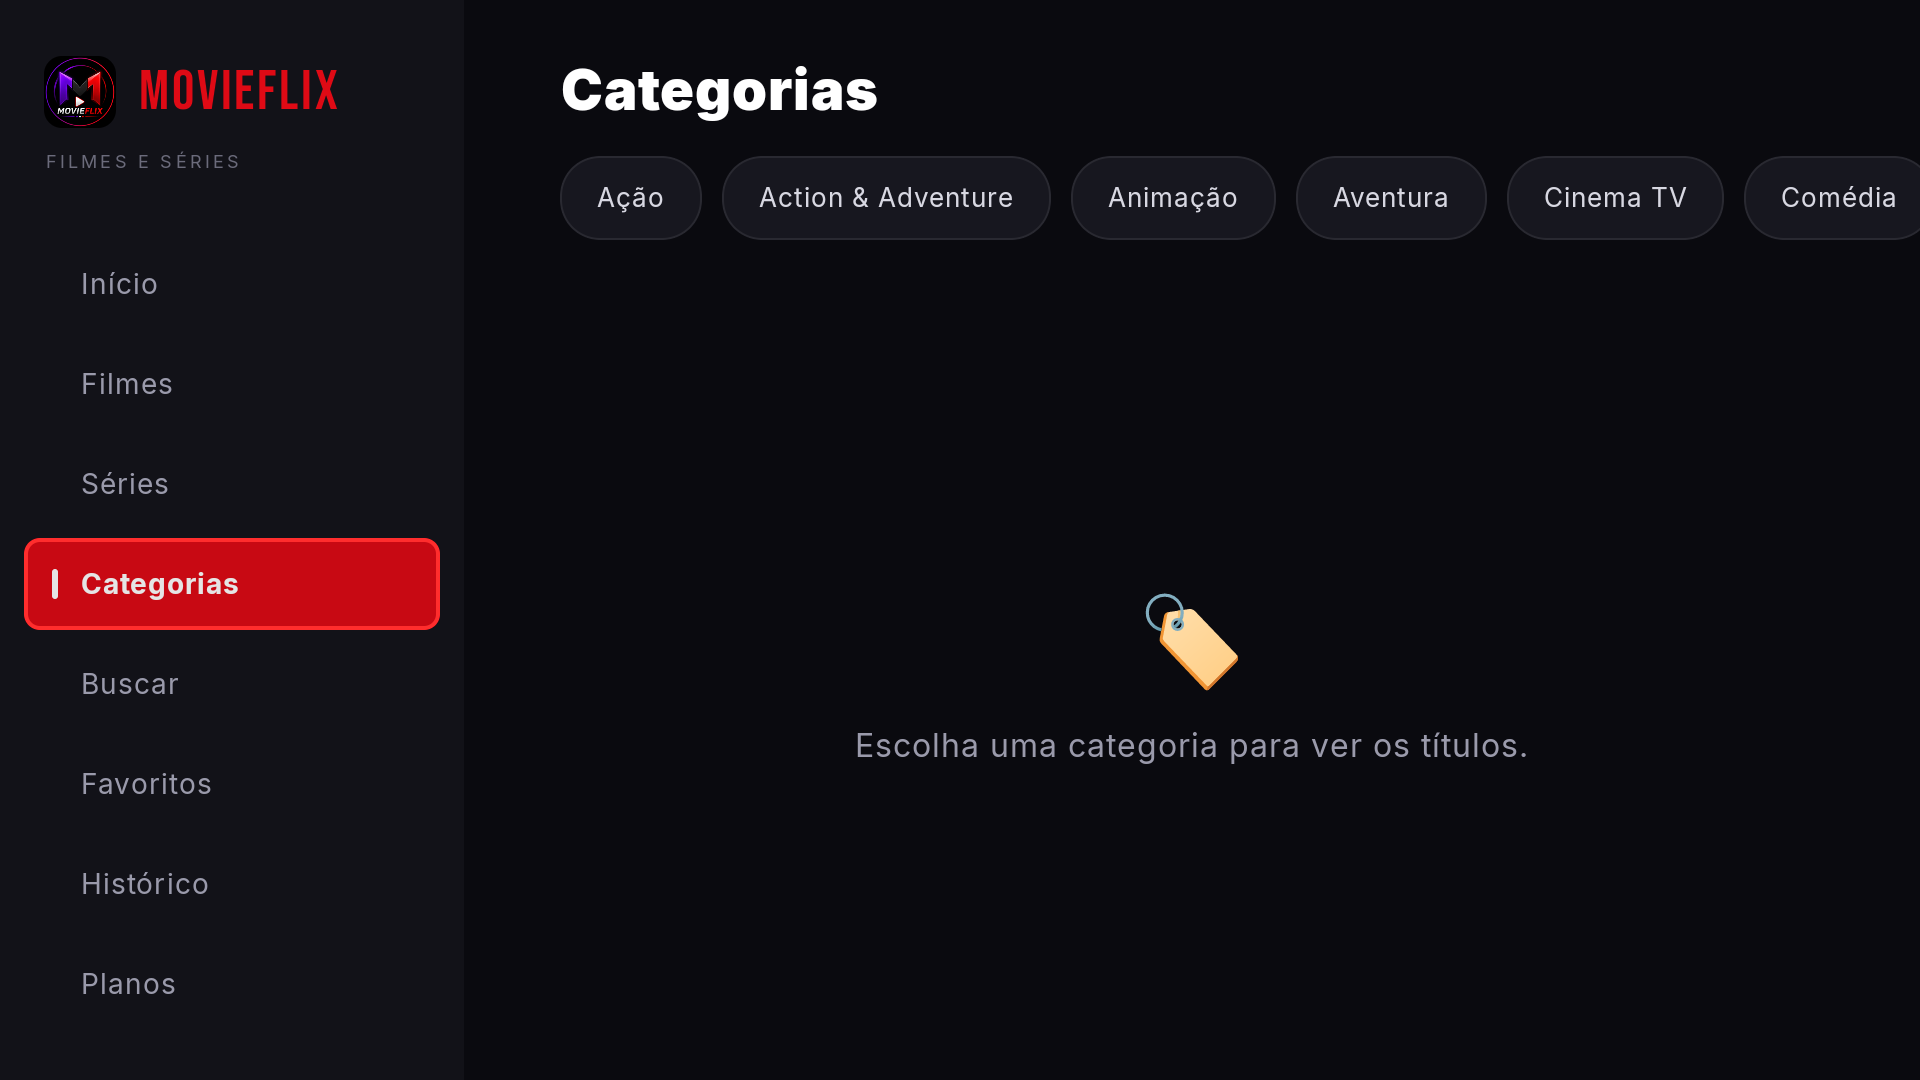 MOVIEFLIX
MOVIEFLIX
FILMES E SÉRIES
Início
Filmes
Séries
Categorias
Buscar
Favoritos
Histórico
Planos
Categorias
Ação
Action & Adventure
Animação
Aventura
Cinema TV
Comédia
Escolha uma categoria para ver os títulos.